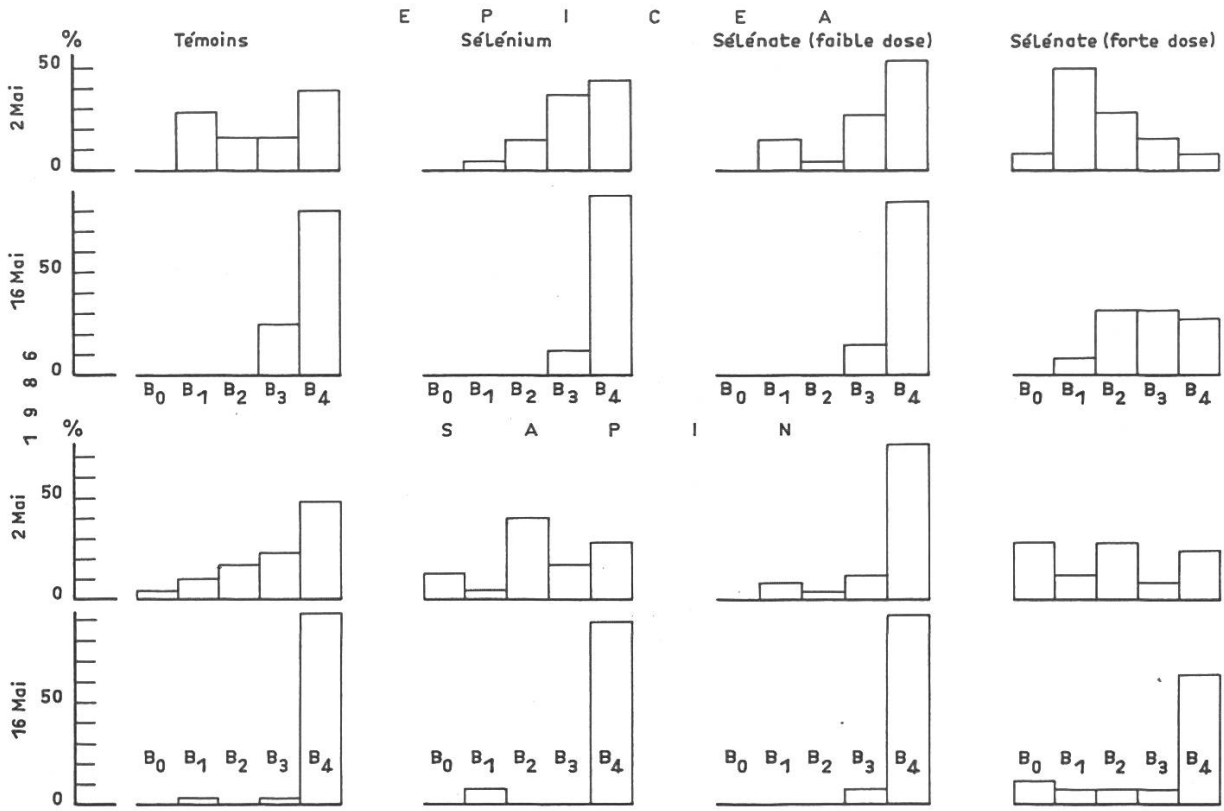 E P I C E A
% Témoins Sélénium Sélénate (faible dose) Sélénate (forte dose)
2 Mai 50 0
16 Mai 50 0
B0 B1 B2 B3 B4 B0 B1 B2 B3 B4 B0 B1 B2 B3 B4 B0 B1 B2 B3 B4
1986
% S A P I N
2 Mai 50 0
16 Mai 50 0
B0 B1 B2 B3 B4 B0 B1 B2 B3 B4 B0 B1 B2 B3 B4 B0 B1 B2 B3 B4